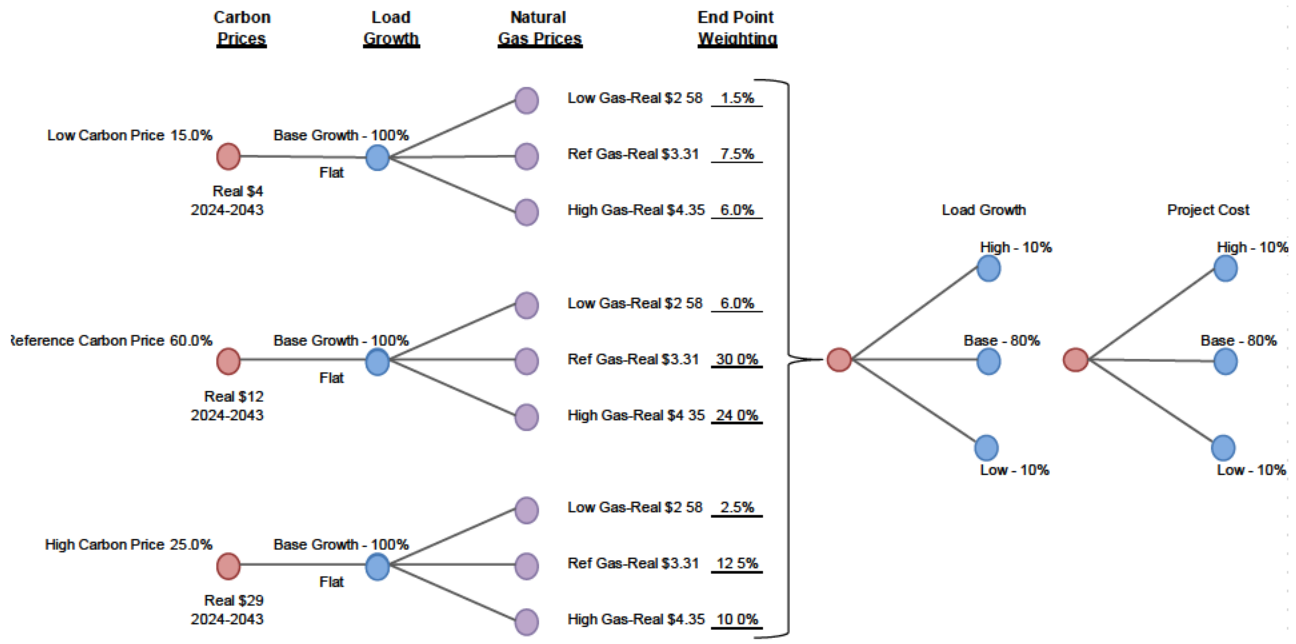 Carbon Prices
Load Growth
Natural Gas Prices
End Point Weighting
Low Gas-Real $2 58 1.5%
Low Carbon Price 15.0%
Base Growth - 100%
Ref Gas-Real $3.31 7.5%
Flat
Real $4
2024-2043
High Gas-Real $4.35 6.0%
Load Growth
Project Cost
High - 10%
High - 10%
Low Gas-Real $2 58 6.0%
Reference Carbon Price 60.0%
Base Growth - 100%
Ref Gas-Real $3.31 30 0%
Base - 80%
Base - 80%
Flat
Real $12
2024-2043
High Gas-Real $4 35 24 0%
Low - 10%
Low - 10%
Low Gas-Real $2 58 2.5%
High Carbon Price 25.0%
Base Growth - 100%
Ref Gas-Real $3.31 12 5%
Flat
Real $29
2024-2043
High Gas-Real $4.35 10 0%